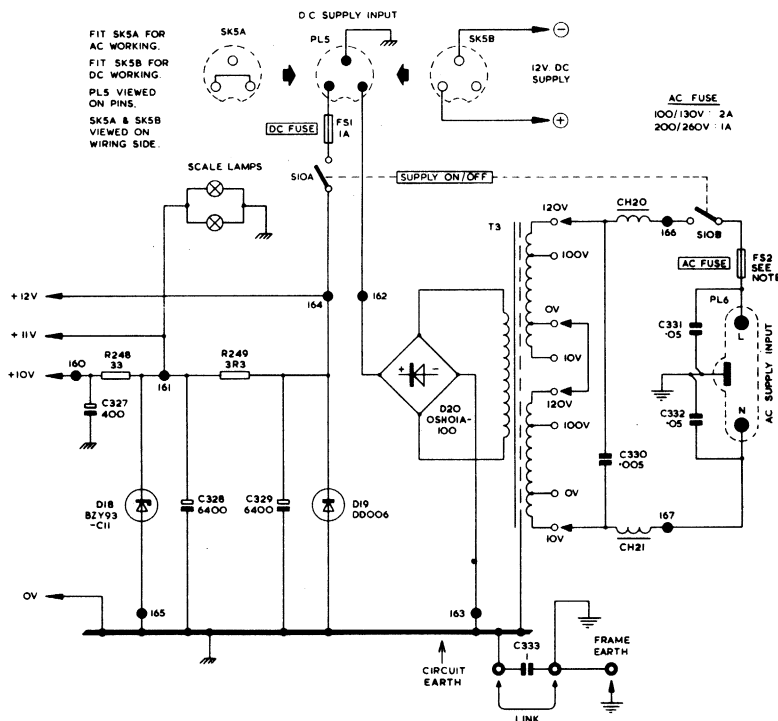 D C SUPPLY INPUT
FIT SK5A FOR
AC WORKING.
FIT SK5B FOR
DC WORKING.
PL5 VIEWED
ON PINS.
SK5A & SK5B
VIEWED ON
WIRING SIDE.
SK5A
PL5
SK5B
−
12V DC
SUPPLY
+
AC FUSE
100/130V : 2A
200/260V : 1A
DC FUSE
FS1
1A
SCALE LAMPS
S10A
SUPPLY ON/OFF
120V
CH20
166
S10B
T3
100V
AC FUSE
FS2
SEE
NOTE
+12V
164
162
0V
C331
·05
PL6
L
+11V
10V
AC SUPPLY INPUT
160
R248
33
161
R249
3R3
+10V
+ −
120V
C327
400
D20
OSHO1A-
100
100V
C332
·05
N
C330
·005
D18
BZY93
-C11
C328
6400
C329
6400
D19
DD006
0V
167
10V
CH21
0V
165
163
CIRCUIT
EARTH
C333
FRAME
EARTH
LINK